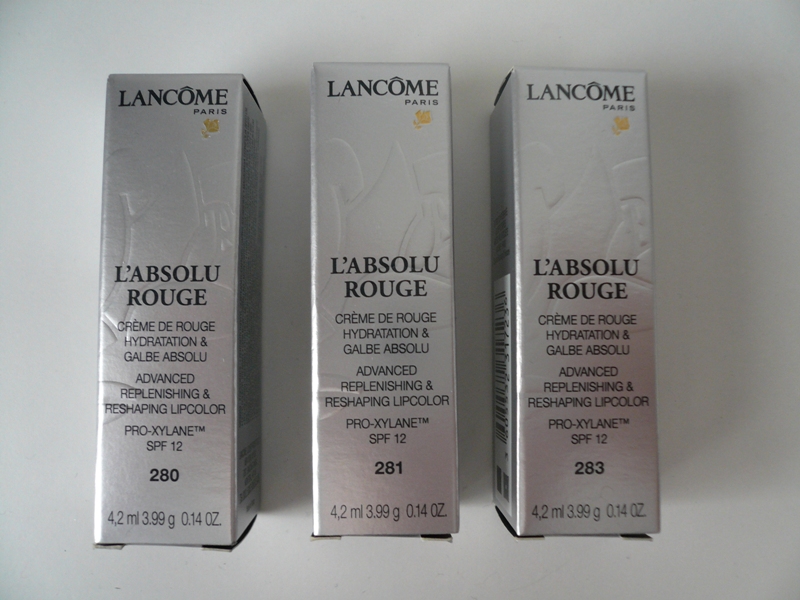 LANCÔME
PARIS
L'ABSOLU
ROUGE
CRÈME DE ROUGE
HYDRATATION &
GALBE ABSOLU
ADVANCED
REPLENISHING &
RESHAPING LIPCOLOR
PRO-XYLANE™
SPF 12
280
4,2 ml 3.99 g 0.14 OZ.
LANCÔME
PARIS
L'ABSOLU
ROUGE
CRÈME DE ROUGE
HYDRATATION &
GALBE ABSOLU
ADVANCED
REPLENISHING &
RESHAPING LIPCOLOR
PRO-XYLANE™
SPF 12
281
4,2 ml 3.99 g 0.14 OZ.
LANCÔME
PARIS
L'ABSOLU
ROUGE
CRÈME DE ROUGE
HYDRATATION &
GALBE ABSOLU
ADVANCED
REPLENISHING &
RESHAPING LIPCOLOR
PRO-XYLANE™
SPF 12
283
4,2 ml 3.99 g 0.14 OZ.